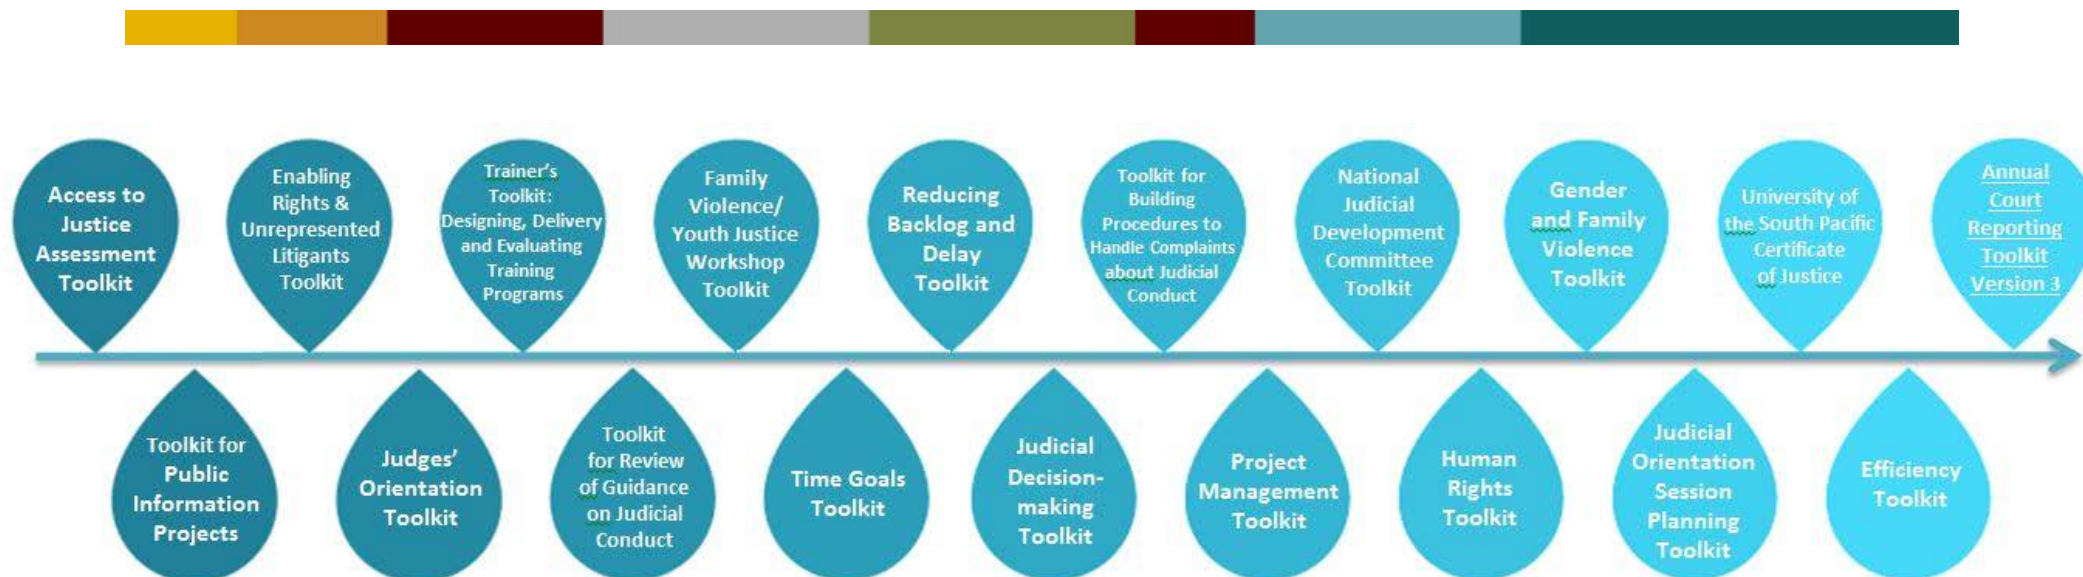 Access to
Justice
Assessment
Toolkit
Enabling
Rights &
Unrepresented
Litigants
Toolkit
Trainer's
Toolkit:
Designing, Delivery
and Evaluating
Training
Programs
Family
Violence/
Youth Justice
Workshop
Toolkit
Reducing
Backlog and
Delay
Toolkit
Toolkit for
Building
Procedures to
Handle Complaints
about Judicial
Conduct
National
Judicial
Development
Committee
Toolkit
Gender
and Family
Violence
Toolkit
University of
the South Pacific
Certificate
of Justice
Annual
Court
Reporting
Toolkit
Version 3
Toolkit for
Public
Information
Projects
Judges'
Orientation
Toolkit
Toolkit
for Review
of Guidance
on Judicial
Conduct
Time Goals
Toolkit
Judicial
Decision-
making
Toolkit
Project
Management
Toolkit
Human
Rights
Toolkit
Judicial
Orientation
Session
Planning
Toolkit
Efficiency
Toolkit